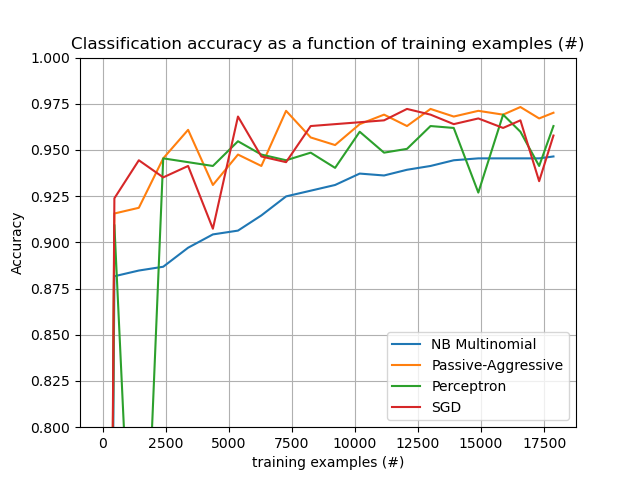 Classification accuracy as a function of training examples (#)
1.000
0.975
0.950
0.925
0.900
0.875
0.850
0.825
0.800
Accuracy
NB Multinomial
Passive-Aggressive
Perceptron
SGD
0 2500 5000 7500 10000 12500 15000 17500
training examples (#)